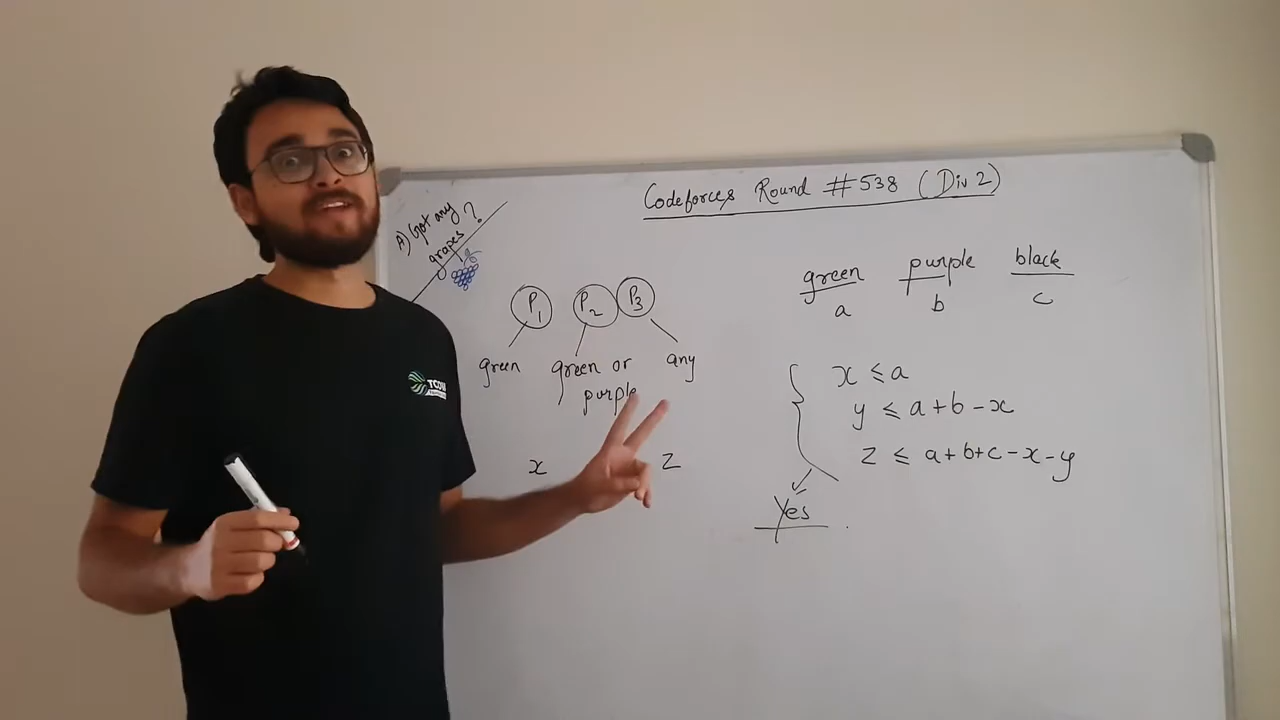 Codeforces Round #538 (Div 2)
A) Got any
grapes?
P1 P2 P3
green green or any
purple
x z
green purple black
a b c
x ≤ a
y ≤ a+b-x
z ≤ a+b+c-x-y
Yes